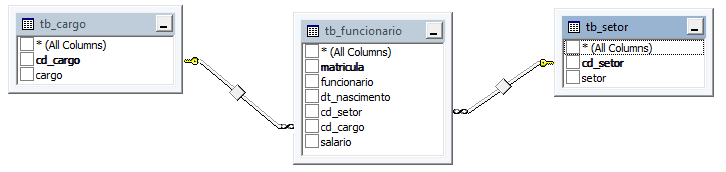 tb_cargo
* (All Columns)
cd_cargo
cargo
tb_funcionario
* (All Columns)
matricula
funcionario
dt_nascimento
cd_setor
cd_cargo
salario
tb_setor
* (All Columns)
cd_setor
setor